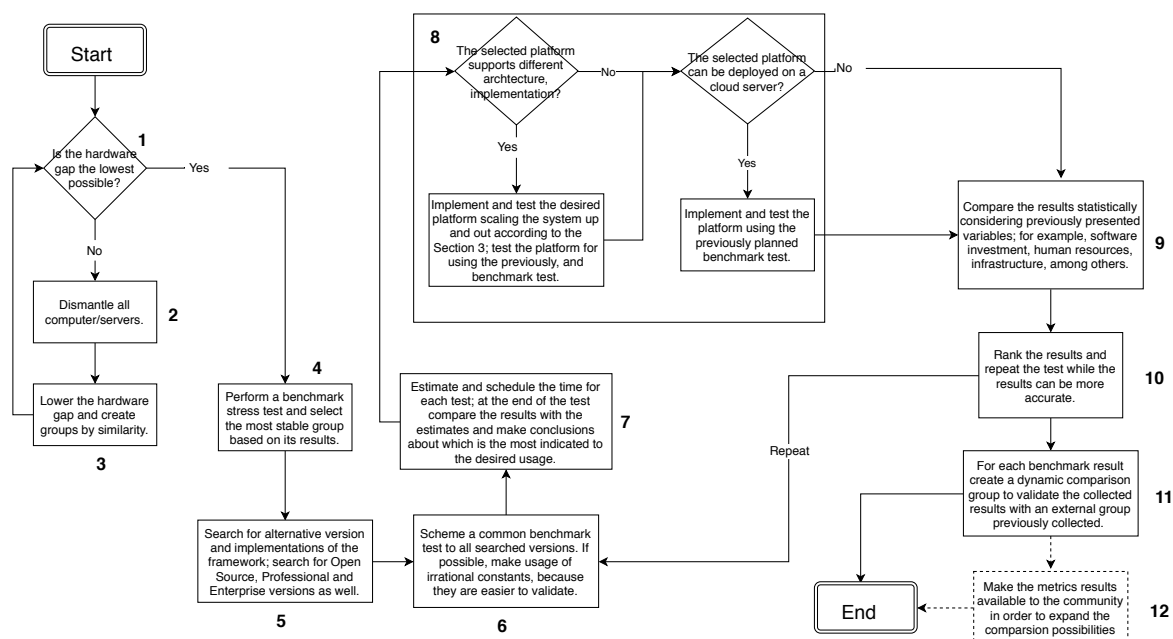 Start
1
Is the hardware
gap the lowest
possible?
Yes
No
Dismantle all
computer/servers.
2
Lower the hardware
gap and create
groups by similarity.
3
4
Perform a benchmark
stress test and select
the most stable group
based on its results.
Search for alternative version
and implementations of the
framework; search for Open
Source, Professional and
Enterprise versions as well.
5
Scheme a common benchmark
test to all searched versions. If
possible, make usage of
irrational constants, because
they are easier to validate.
6
Estimate and schedule the time for
each test; at the end of the test
compare the results with the
estimates and make conclusions
about which is the most indicated to
the desired usage.
7
8
The selected platform
supports different
archtecture,
implementation?
No
Yes
Implement and test the desired
platform scaling the system up
and out according to the
Section 3; test the platform for
using the previously, and
benchmark test.
The selected platform
can be deployed on a
cloud server?
No
Yes
Implement and test the
platform using the
previously planned
benchmark test.
Compare the results statistically
considering previously presented
variables; for example, software
investment, human resources,
infrastructure, among others.
9
Rank the results and
repeat the test while the
results can be more
accurate.
10
Repeat
For each benchmark result
create a dynamic comparison
group to validate the collected
results with an external group
previously collected.
11
Make the metrics results
available to the community
in order to expand the
comparsion possibilities
12
End